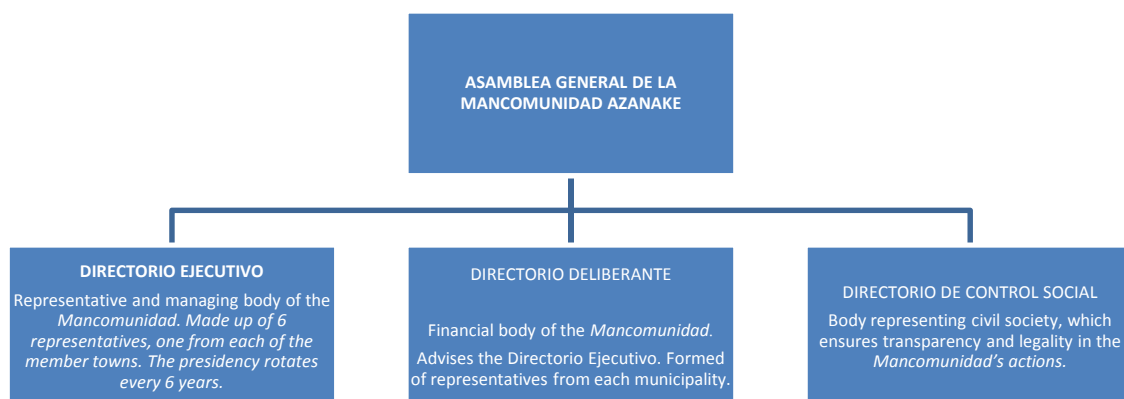 ASAMBLEA GENERAL DE LA
MANCOMUNIDAD AZANAKE
DIRECTORIO EJECUTIVO
Representative and managing body of the
Mancomunidad. Made up of 6
representatives, one from each of the
member towns. The presidency rotates
every 6 years.
DIRECTORIO DELIBERANTE
Financial body of the Mancomunidad.
Advises the Directorio Ejecutivo. Formed
of representatives from each municipality.
DIRECTORIO DE CONTROL SOCIAL
Body representing civil society, which
ensures transparency and legality in the
Mancomunidad's actions.